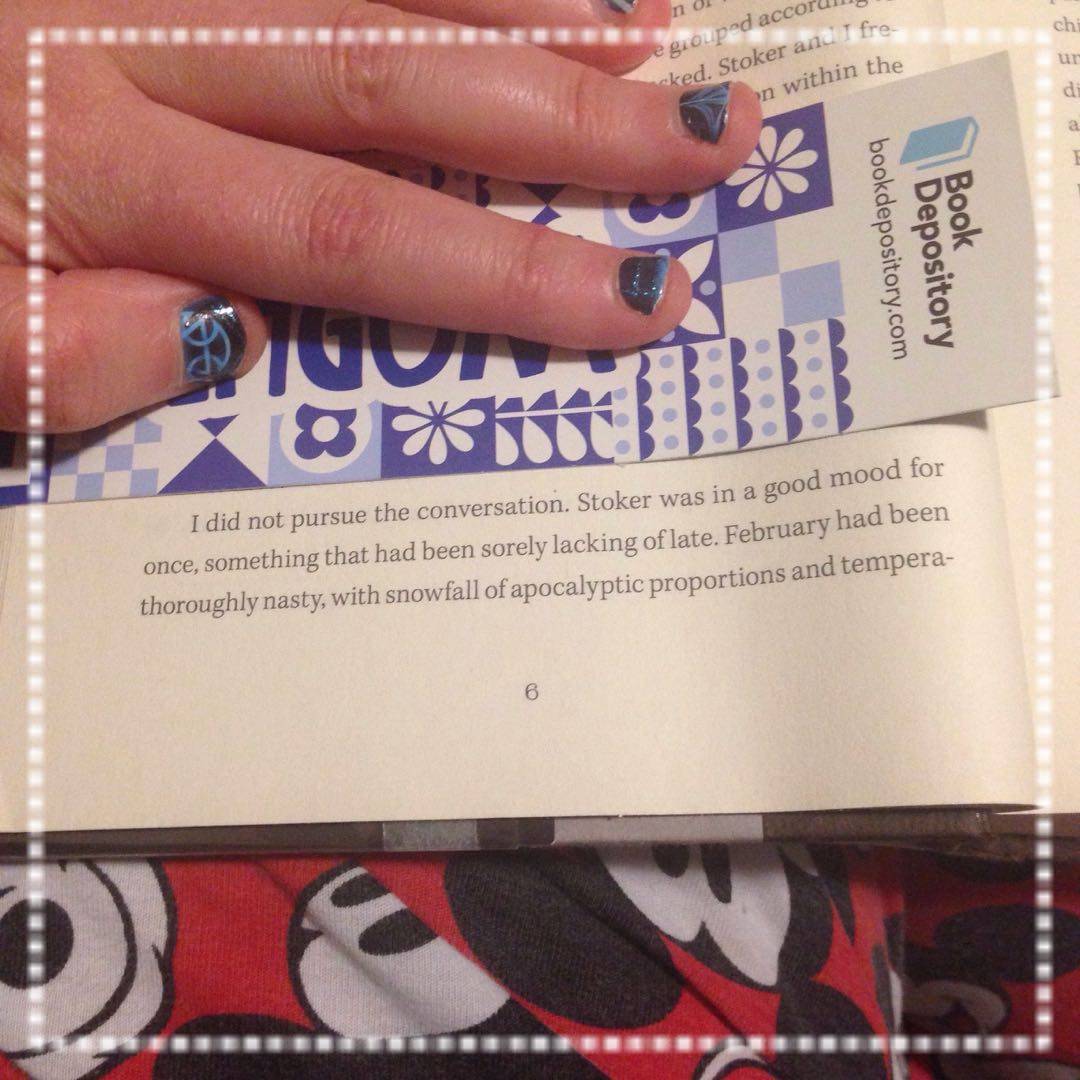 grouped according
Stoker and I fre-
within the
Book
Depository
bookdepository.com
I did not pursue the conversation. Stoker was in a good mood for
once, something that had been sorely lacking of late. February had been
thoroughly nasty, with snowfall of apocalyptic proportions and tempera-
6